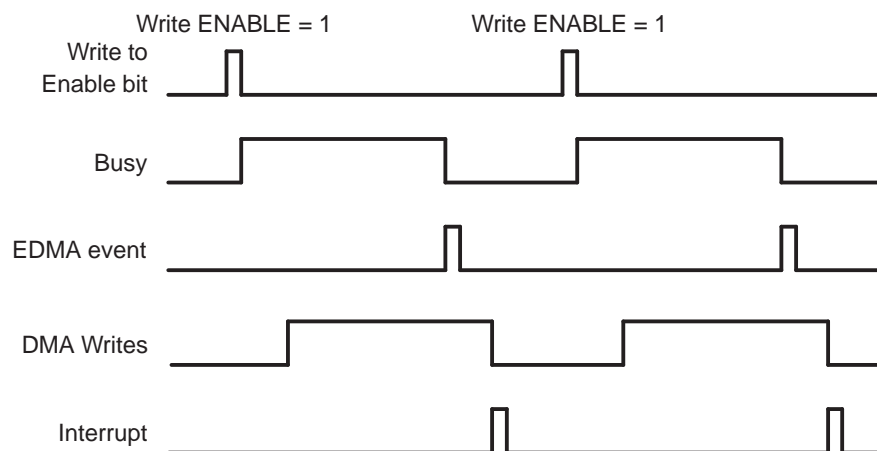 Write ENABLE = 1 Write ENABLE = 1
Write to
Enable bit
Busy
EDMA event
DMA Writes
Interrupt